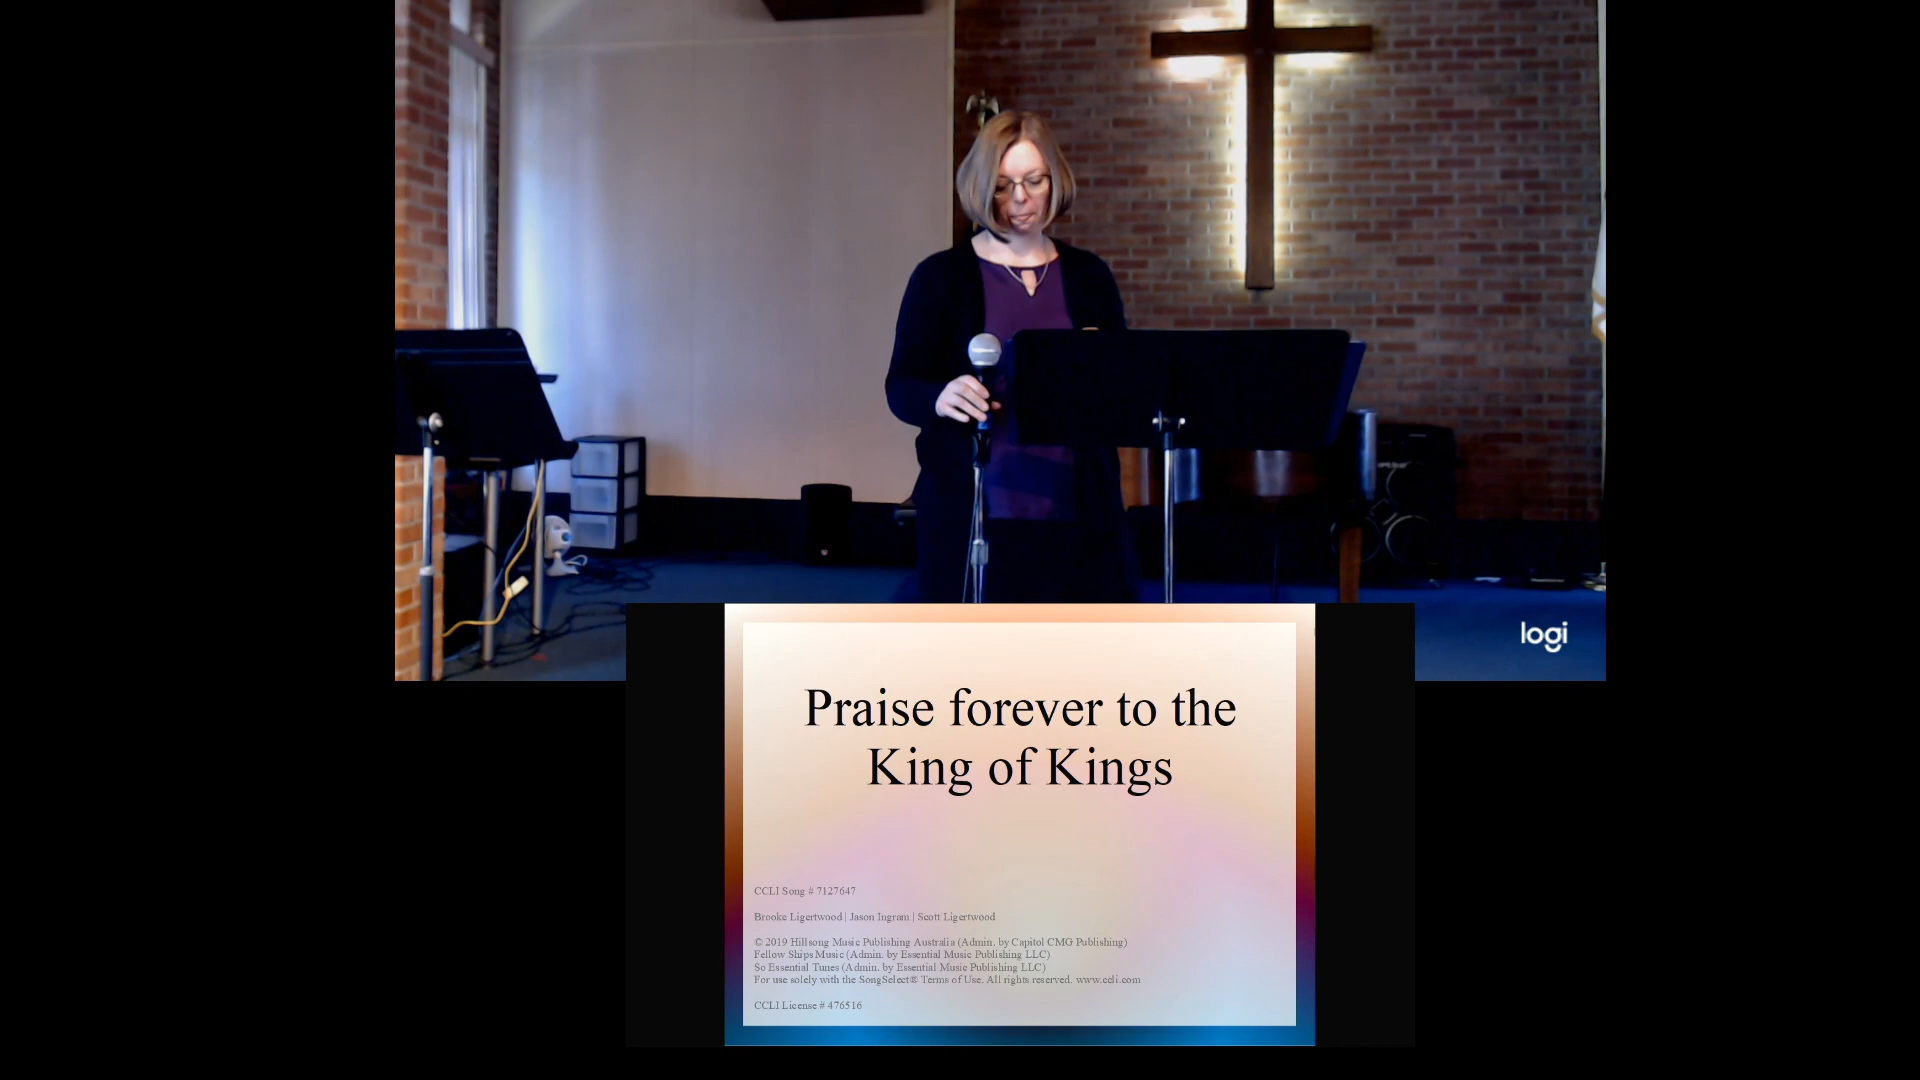 logi
Praise forever to the
King of Kings
CCLI Song # 7127647
Brooke Ligertwood | Jason Ingram | Scott Ligertwood
© 2019 Hillsong Music Publishing Australia (Admin. by Capitol CMG Publishing)
Fellow Ships Music (Admin. by Essential Music Publishing LLC)
So Essential Tunes (Admin. by Essential Music Publishing LLC)
For use solely with the SongSelect® Terms of Use. All rights reserved. www.ccli.com
CCLI License # 476516